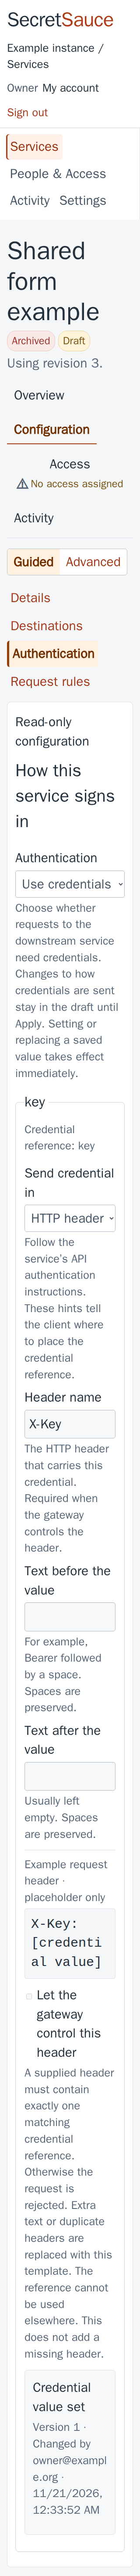 SecretSauce
Example instance /
Services
Owner My account
Sign out
Services
People & Access
Activity Settings
Shared
form
example
Archived Draft
Using revision 3.
Overview
Configuration
Access
No access assigned
Activity
Guided Advanced
Details
Destinations
Authentication
Request rules
Read-only
configuration
How this
service signs
in
Authentication
Use credentials
Choose whether
requests to the
downstream service
need credentials.
Changes to how
credentials are sent
stay in the draft until
Apply. Setting or
replacing a saved
value takes effect
immediately.
key
Credential
reference: key
Send credential
in
HTTP header
Follow the
service's API
authentication
instructions.
These hints tell
the client where
to place the
credential
reference.
Header name
X-Key
The HTTP header
that carries this
credential.
Required when
the gateway
controls the
header.
Text before the
value
For example,
Bearer followed
by a space.
Spaces are
preserved.
Text after the
value
Usually left
empty. Spaces
are preserved.
Example request
header ·
placeholder only
X-Key:
[credenti
al value]
Let the
gateway
control this
header
A supplied header
must contain
exactly one
matching
credential
reference.
Otherwise the
request is
rejected. Extra
text or duplicate
headers are
replaced with this
template. The
reference cannot
be used
elsewhere. This
does not add a
missing header.
Credential
value set
Version 1 ·
Changed by
owner@exampl
e.org ·
11/21/2026,
12:33:52 AM